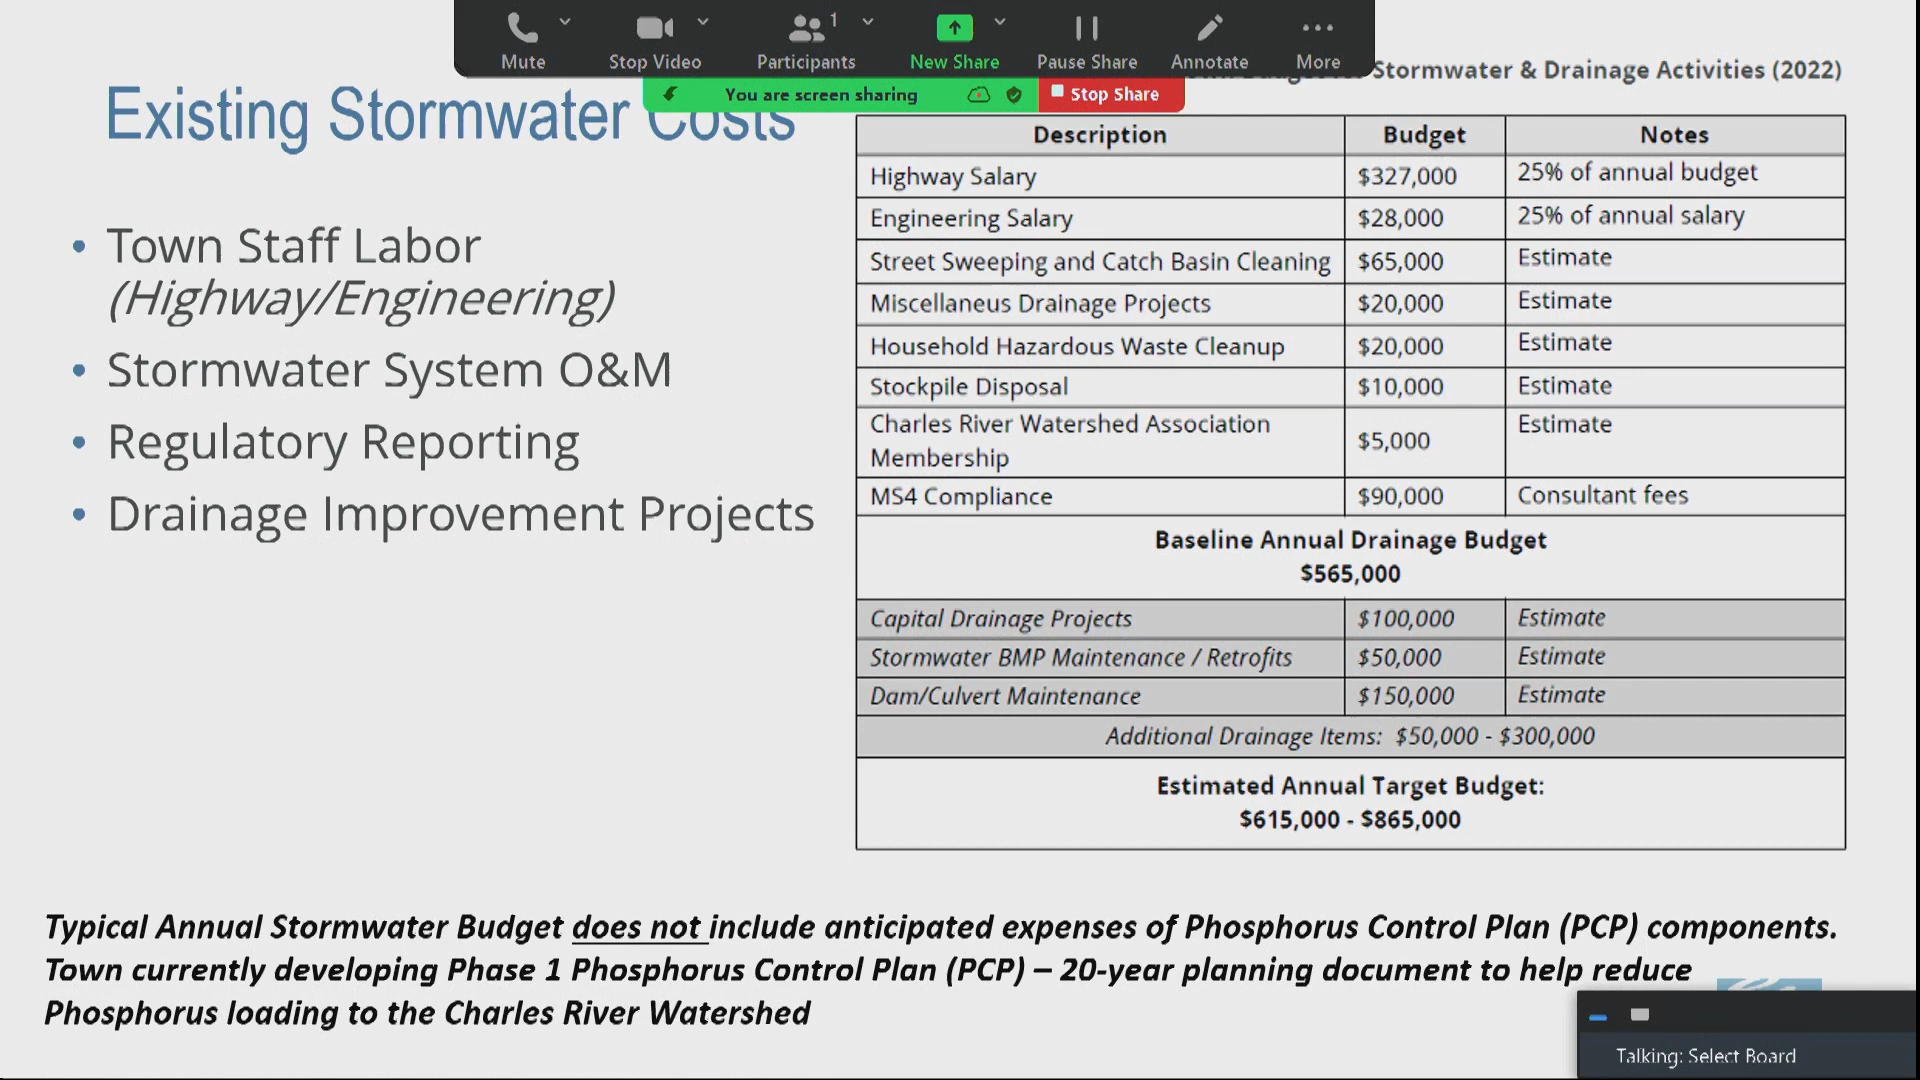 Mute
Stop Video
Participants
1
New Share
Pause Share
Annotate
More
You are screen sharing
Stop Share
Stormwater & Drainage Activities (2022)
Existing Stormwater Costs
• Town Staff Labor
(Highway/Engineering)
• Stormwater System O&M
• Regulatory Reporting
• Drainage Improvement Projects
Description Budget Notes
Highway Salary $327,000 25% of annual budget
Engineering Salary $28,000 25% of annual salary
Street Sweeping and Catch Basin Cleaning $65,000 Estimate
Miscellaneus Drainage Projects $20,000 Estimate
Household Hazardous Waste Cleanup $20,000 Estimate
Stockpile Disposal $10,000 Estimate
Charles River Watershed Association
Membership $5,000 Estimate
MS4 Compliance $90,000 Consultant fees
Baseline Annual Drainage Budget
$565,000
Capital Drainage Projects $100,000 Estimate
Stormwater BMP Maintenance / Retrofits $50,000 Estimate
Dam/Culvert Maintenance $150,000 Estimate
Additional Drainage Items: $50,000 - $300,000
Estimated Annual Target Budget:
$615,000 - $865,000
Typical Annual Stormwater Budget does not include anticipated expenses of Phosphorus Control Plan (PCP) components.
Town currently developing Phase 1 Phosphorus Control Plan (PCP) – 20-year planning document to help reduce
Phosphorus loading to the Charles River Watershed
Talking: Select Board